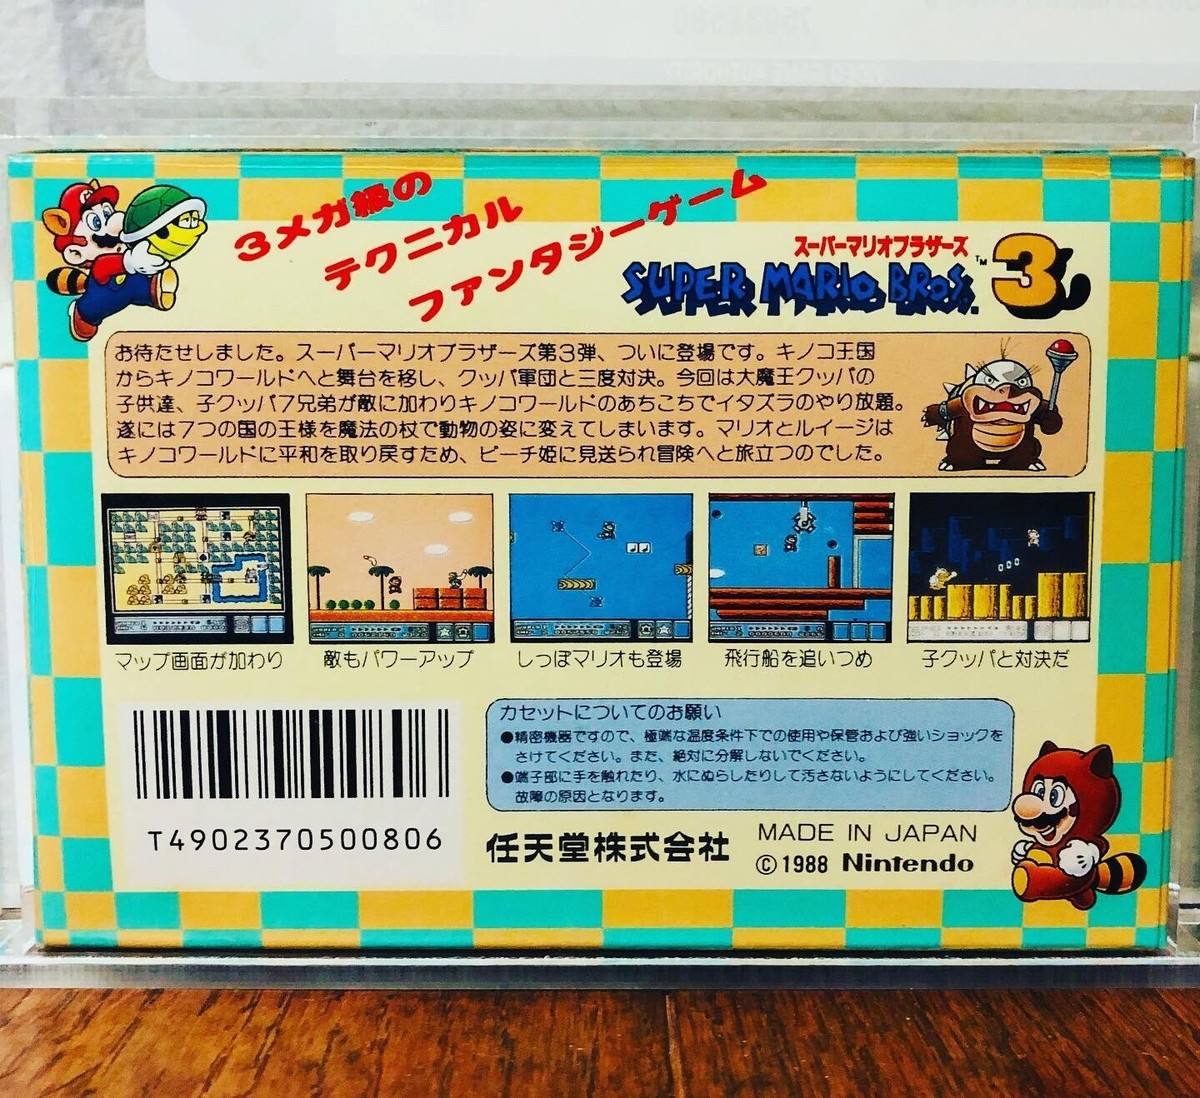 3メガ級の
テクニカル
ファンタジーゲーム
スーパーマリオブラザーズ
SUPER MARIO BROS. 3
TM
お待たせしました。スーパーマリオブラザーズ第3弾、ついに登場です。キノコ王国
からキノコワールドへと舞台を移し、クッパ軍団と三度対決。今回は大魔王クッパの
子供達、子クッパ7兄弟が敵に加わりキノコワールドのあちこちでイタズラのやり放題。
遂には7つの国の王様を魔法の杖で動物の姿に変えてしまいます。マリオとルイージは
キノコワールドに平和を取り戻すため、ピーチ姫に見送られ冒険へと旅立つのでした。
マップ画面が加わり
敵もパワーアップ
しっぽマリオも登場
飛行船を追いつめ
子クッパと対決だ
カセットについてのお願い
●精密機器ですので、極端な温度条件下での使用や保管および強いショックを
さけてください。また、絶対に分解しないでください。
●端子部に手を触れたり、水にぬらしたりして汚さないようにしてください。
故障の原因となります。
T4902370500806
任天堂株式会社
MADE IN JAPAN
©1988 Nintendo